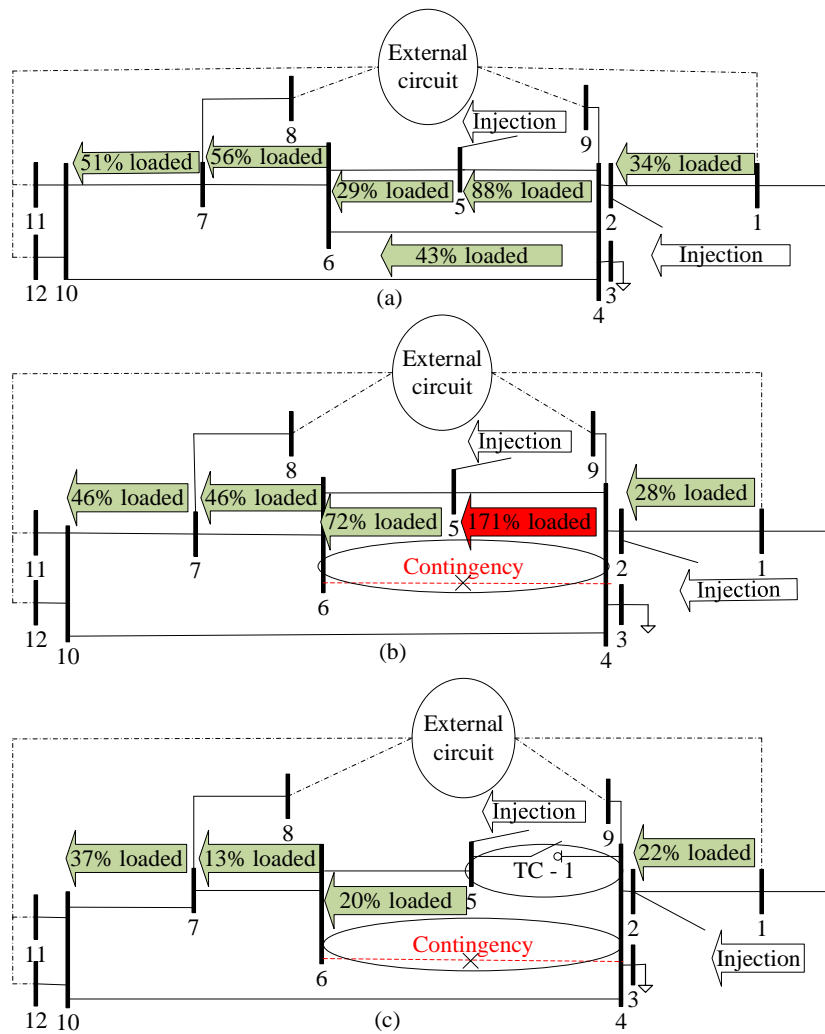 External
circuit
8
Injection
9
51% loaded
56% loaded
34% loaded
29% loaded
5
88% loaded
11
7
2
1
6
43% loaded
Injection
12
10
3
(a)
4
External
circuit
8
Injection
9
46% loaded
46% loaded
28% loaded
72% loaded
5
171% loaded
11
7
Contingency
2
1
6
Injection
12
10
3
(b)
4
External
circuit
8
Injection
9
37% loaded
13% loaded
22% loaded
TC - 1
20% loaded
5
7
2
1
11
Contingency
6
Injection
3
12
10
(c)
4